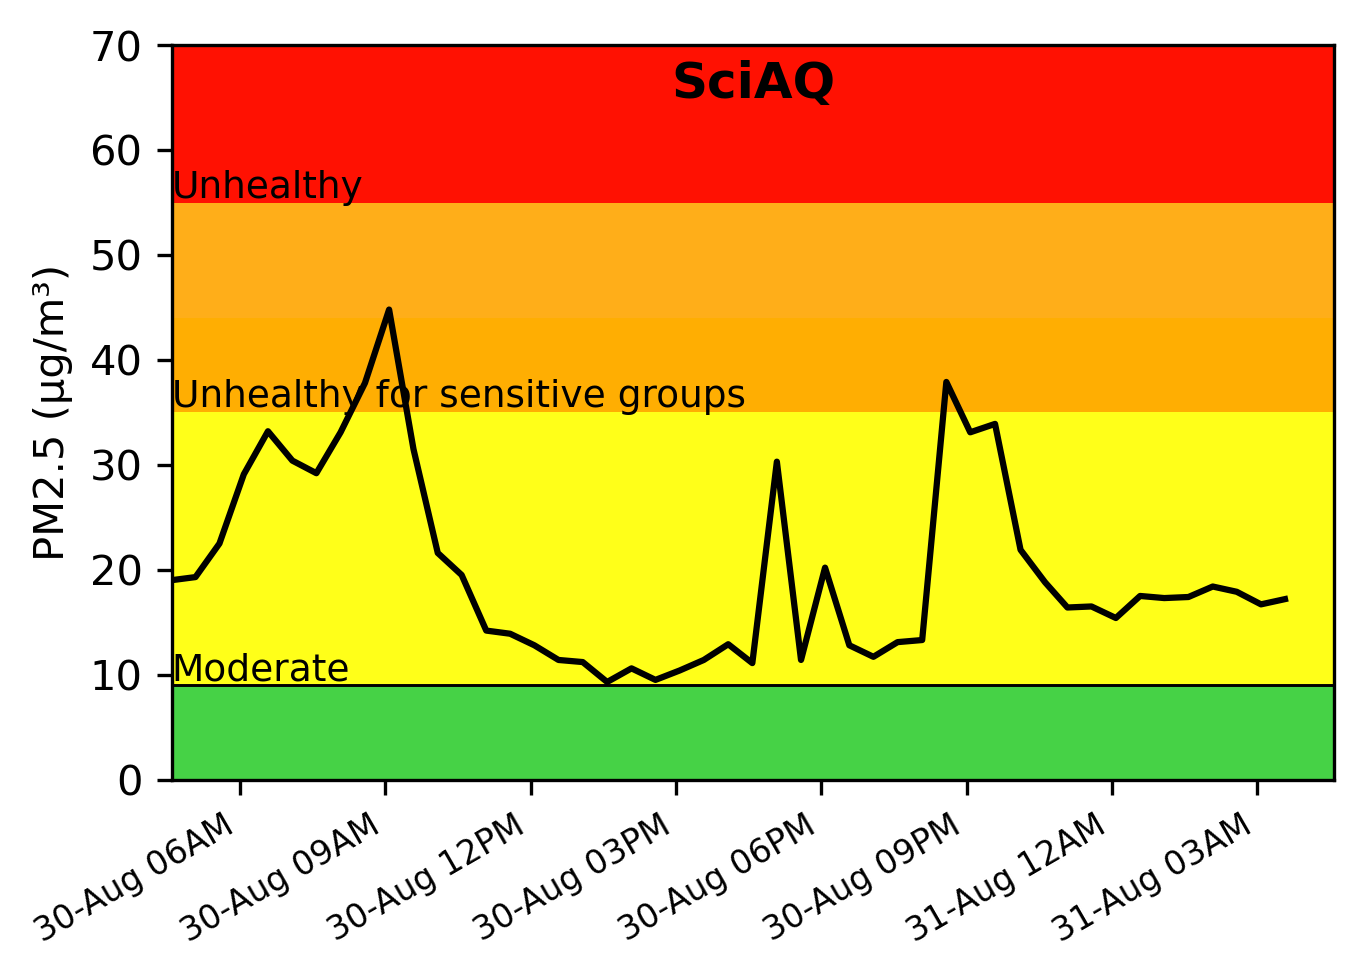 SciAQ
PM2.5 (µg/m³)
70
60
50
40
30
20
10
0
Unhealthy
Unhealthy for sensitive groups
Moderate
30-Aug 06AM
30-Aug 09AM
30-Aug 12PM
30-Aug 03PM
30-Aug 06PM
30-Aug 09PM
31-Aug 12AM
31-Aug 03AM